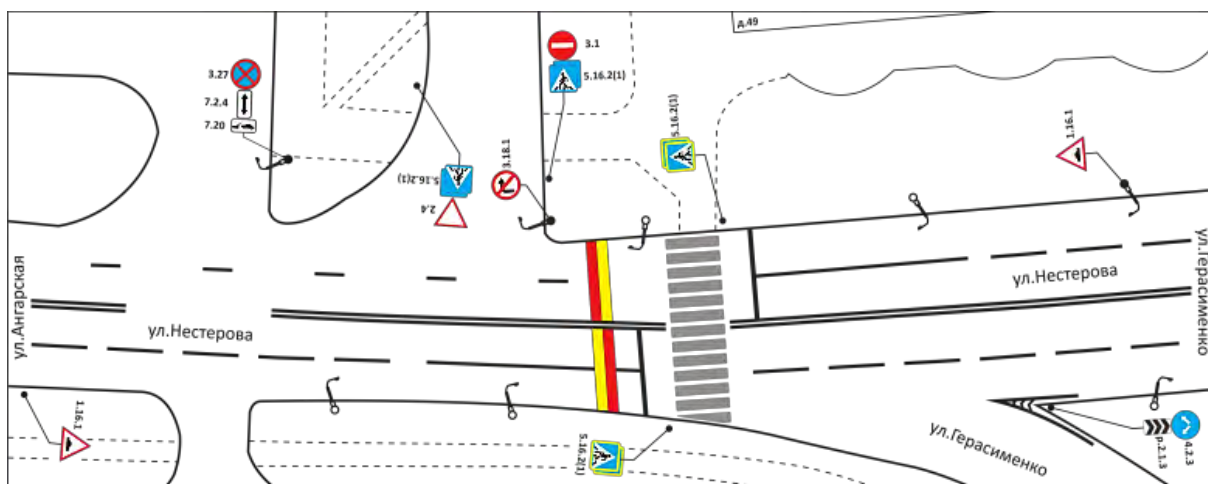 д.49
3.1
5.16.2(1)
3.27
7.2.4
7.20
5.16.2(1)
2.4
3.18.1
5.16.2(1)
1.16.1
ул.Нестерова
ул.Герасименко
ул.Ангарская
ул.Нестерова
1.16.1
5.16.2(1)
ул.Герасименко
р.2.1.3
4.2.3